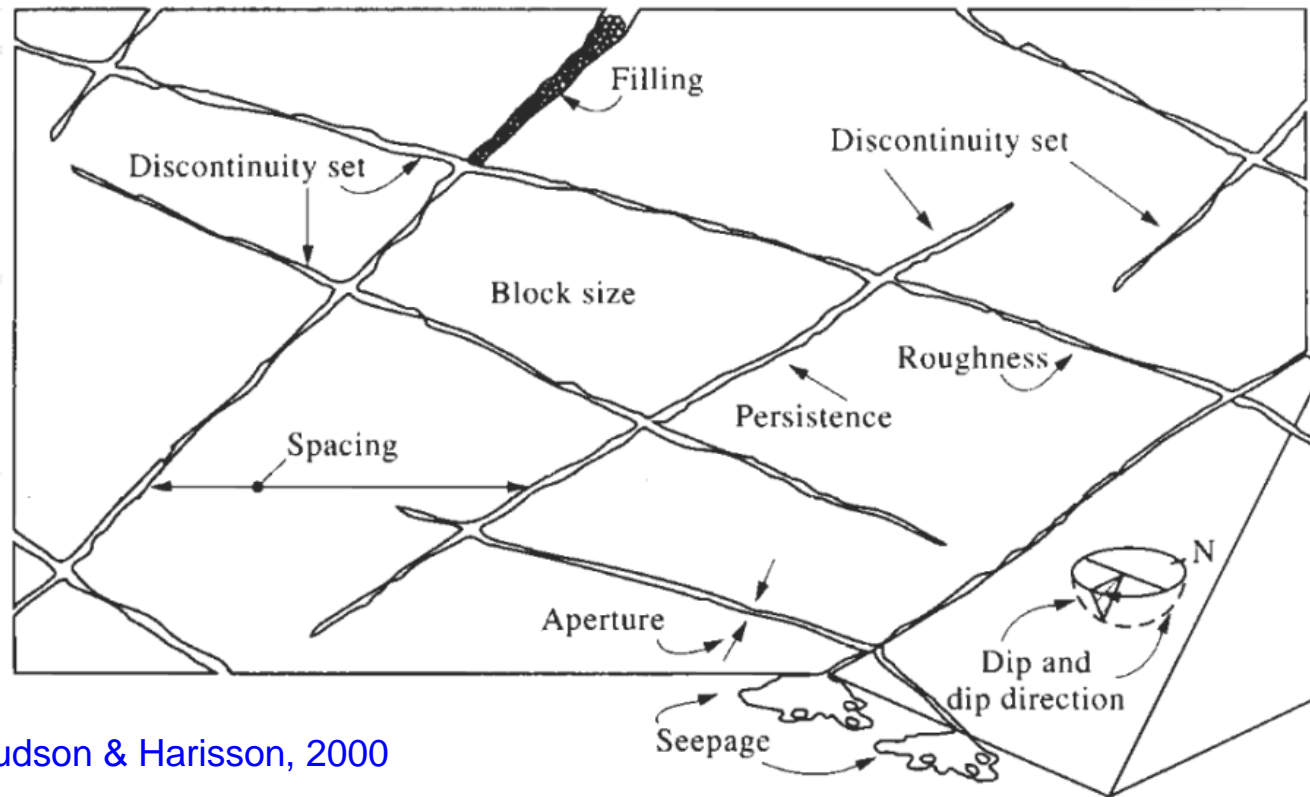 Filling
Discontinuity set
Discontinuity set
Block size
Roughness
Persistence
Spacing
N
Aperture
Dip and
dip direction
Seepage
udson & Harisson, 2000